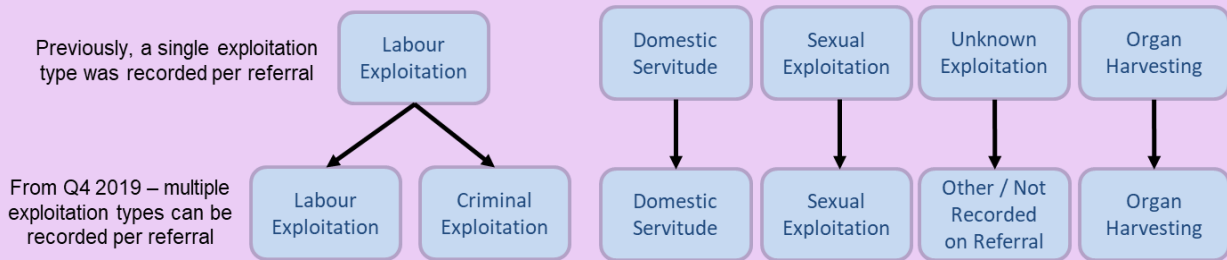 Previously, a single exploitation
type was recorded per referral
Labour
Exploitation
Domestic
Servitude
Sexual
Exploitation
Unknown
Exploitation
Organ
Harvesting
From Q4 2019 – multiple
exploitation types can be
recorded per referral
Labour
Exploitation
Criminal
Exploitation
Domestic
Servitude
Sexual
Exploitation
Other / Not
Recorded
on Referral
Organ
Harvesting